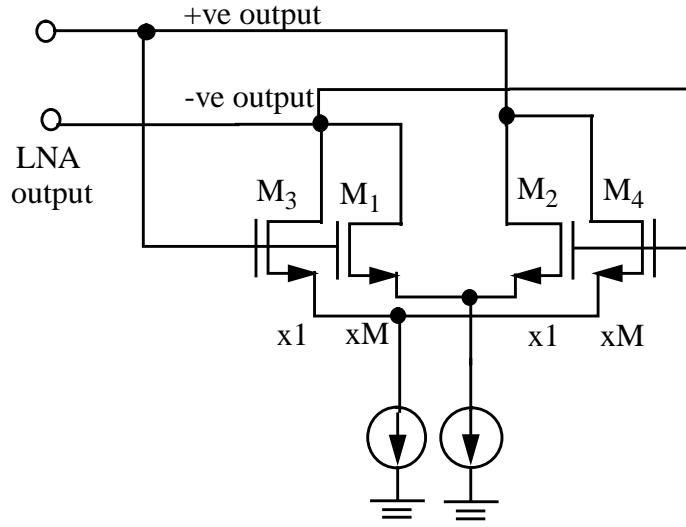 +ve output
-ve output
LNA
output
M3 M1 M2 M4
x1 xM x1 xM